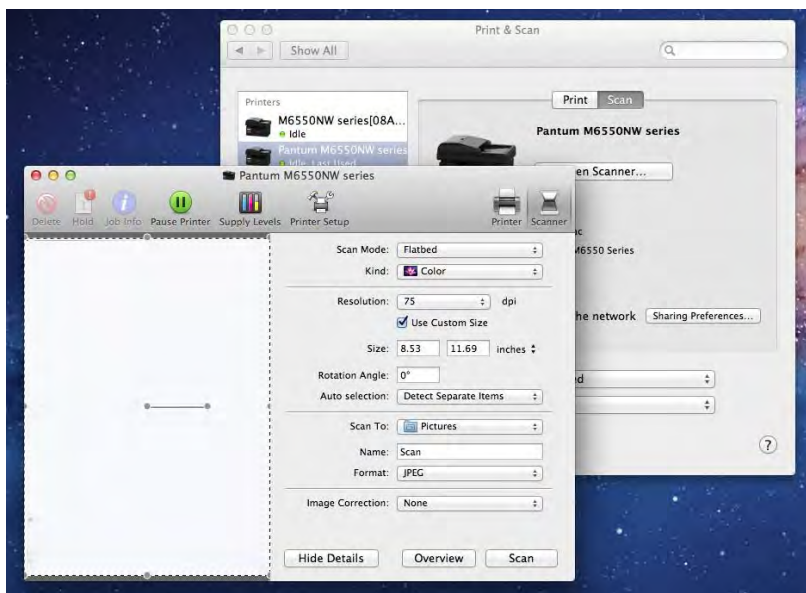 Print & Scan
Show All
Printers
M6550NW series[08A...
Idle
Pantum M6550NW series
Idle, Last Used
Print Scan
Pantum M6550NW series
en Scanner...
ac
M6550 Series
he network Sharing Preferences...
ed
?
Pantum M6550NW series
Delete Hold Job Info Pause Printer Supply Levels Printer Setup Printer Scanner
Scan Mode: Flatbed
Kind: Color
Resolution: 75 dpi
Use Custom Size
Size: 8.53 11.69 inches
Rotation Angle: 0°
Auto selection: Detect Separate Items
Scan To: Pictures
Name: Scan
Format: JPEG
Image Correction: None
Hide Details Overview Scan